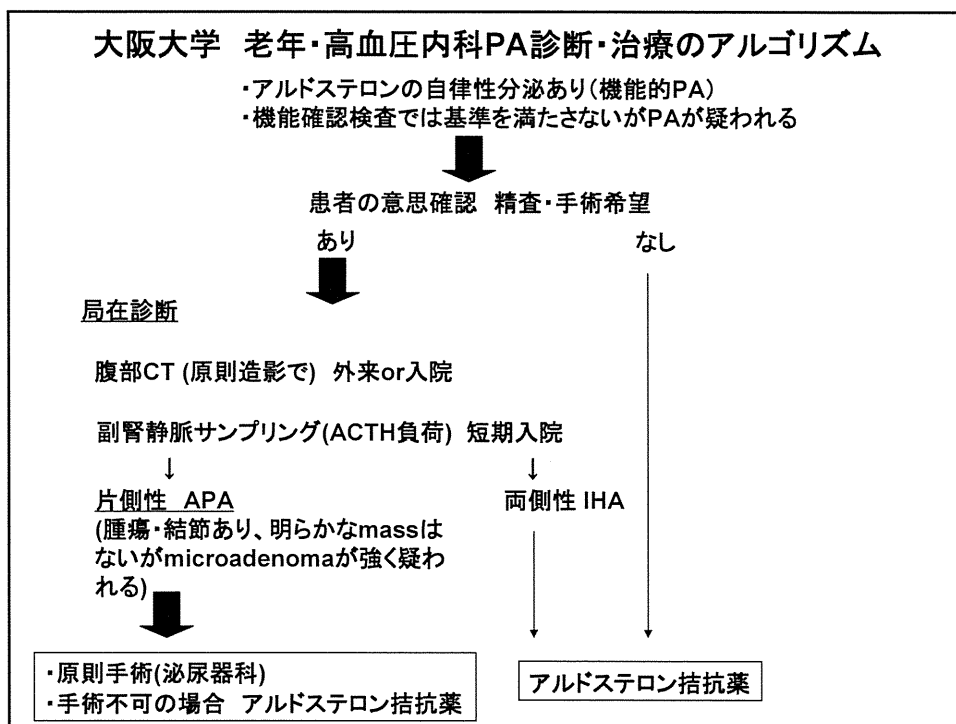 大阪大学 老年・高血圧内科PA診断・治療のアルゴリズム
・アルドステロンの自律性分泌あり(機能的PA)
・機能確認検査では基準を満たさないがPAが疑われる
患者の意思確認 精査・手術希望
あり なし
局在診断
腹部CT (原則造影で) 外来or入院
副腎静脈サンプリング(ACTH負荷) 短期入院
↓ ↓
片側性 APA 両側性 IHA
(腫瘍・結節あり、明らかなmassは
ないがmicroadenomaが強く疑わ
れる)
・原則手術(泌尿器科)
・手術不可の場合 アルドステロン拮抗薬
アルドステロン拮抗薬